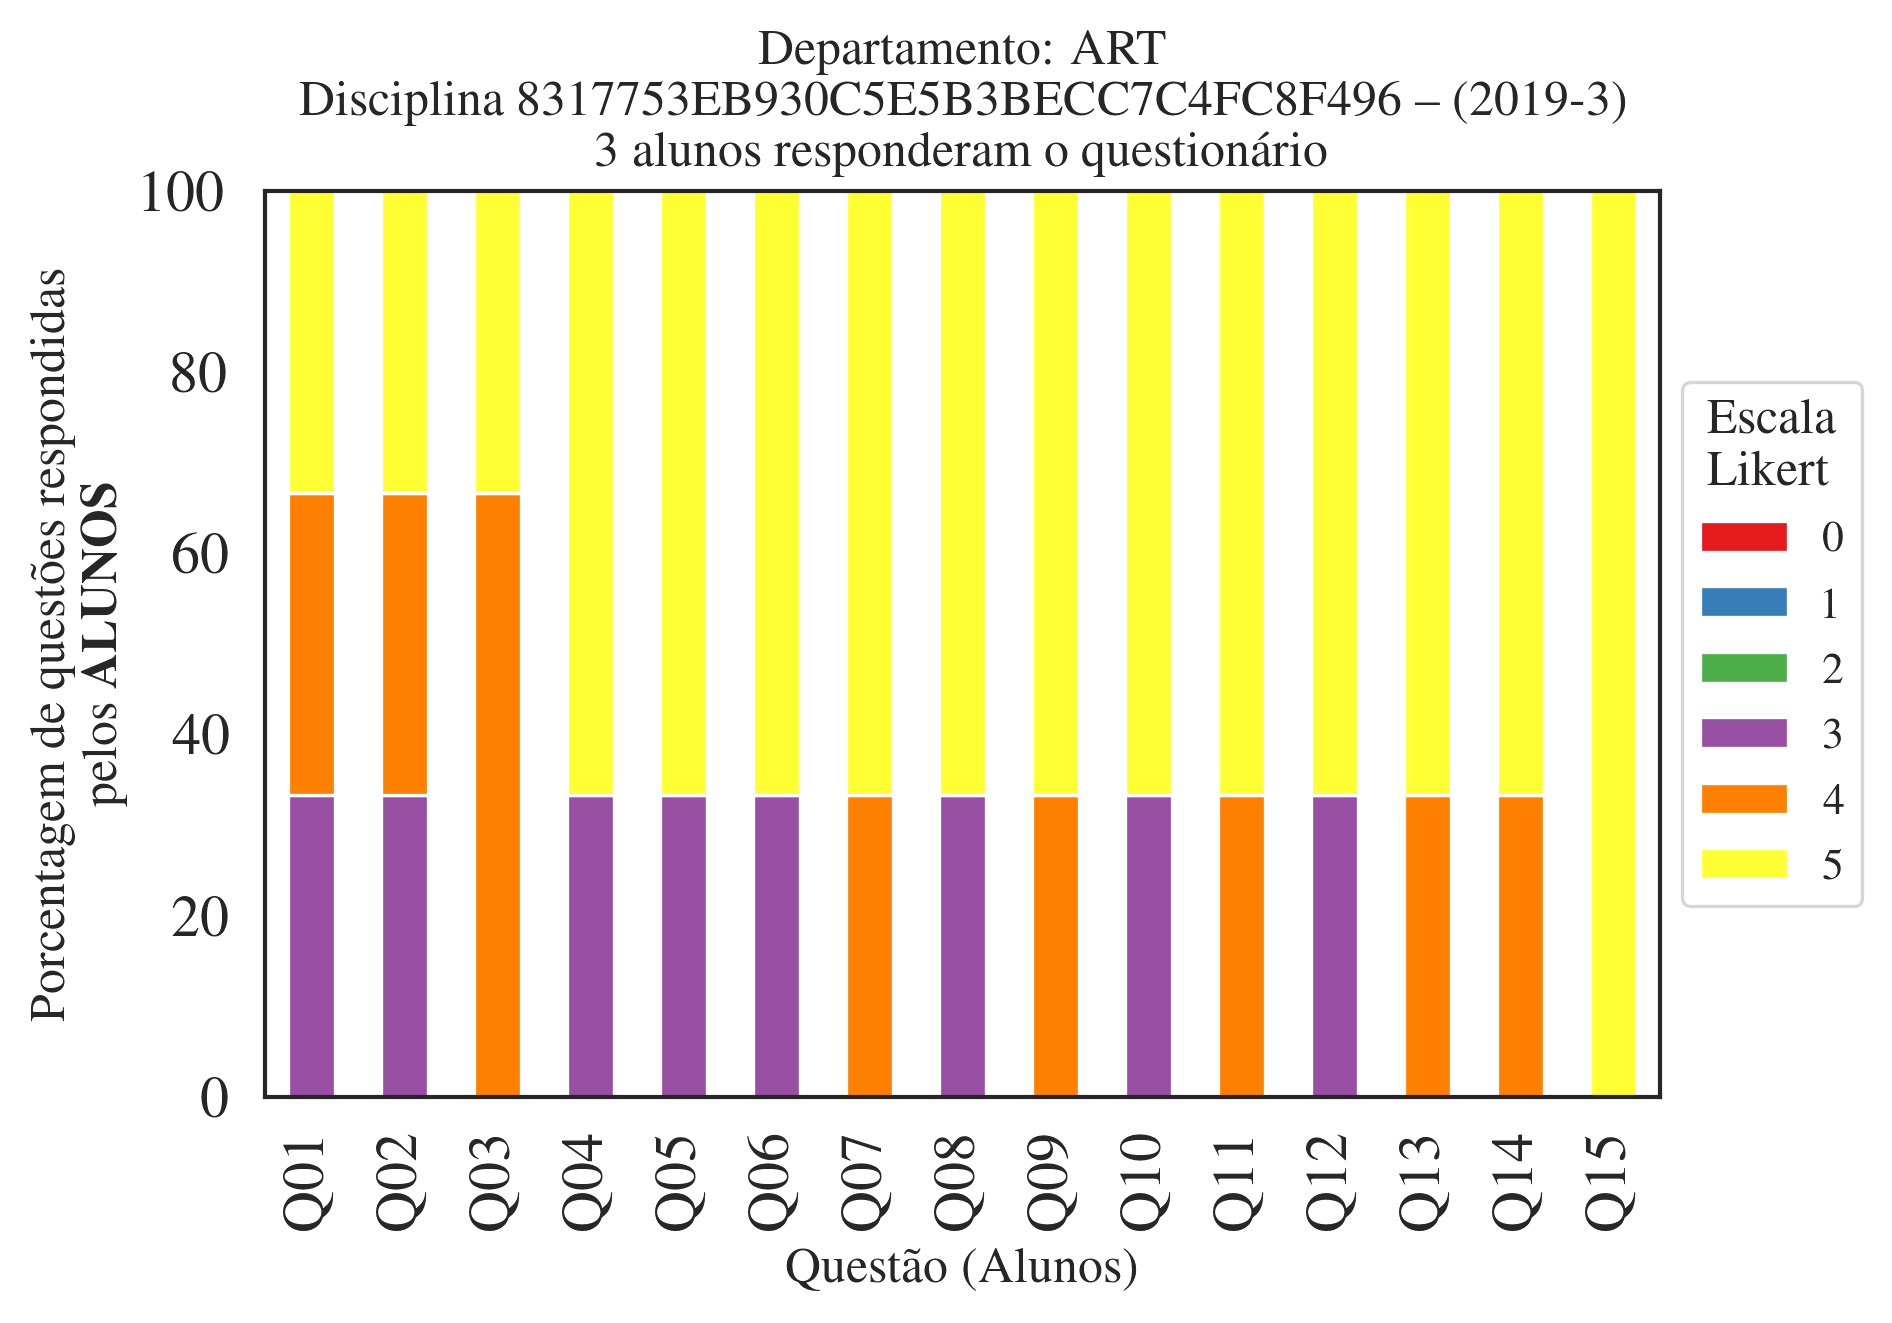 Departamento: ART
Disciplina 8317753EB930C5E5B3BECC7C4FC8F496 – (2019-3)
3 alunos responderam o questionário
Porcentagem de questões respondidas
pelos ALUNOS
100
80
60
40
20
0
Q01
Q02
Q03
Q04
Q05
Q06
Q07
Q08
Q09
Q10
Q11
Q12
Q13
Q14
Q15
Questão (Alunos)
Escala
Likert
0
1
2
3
4
5